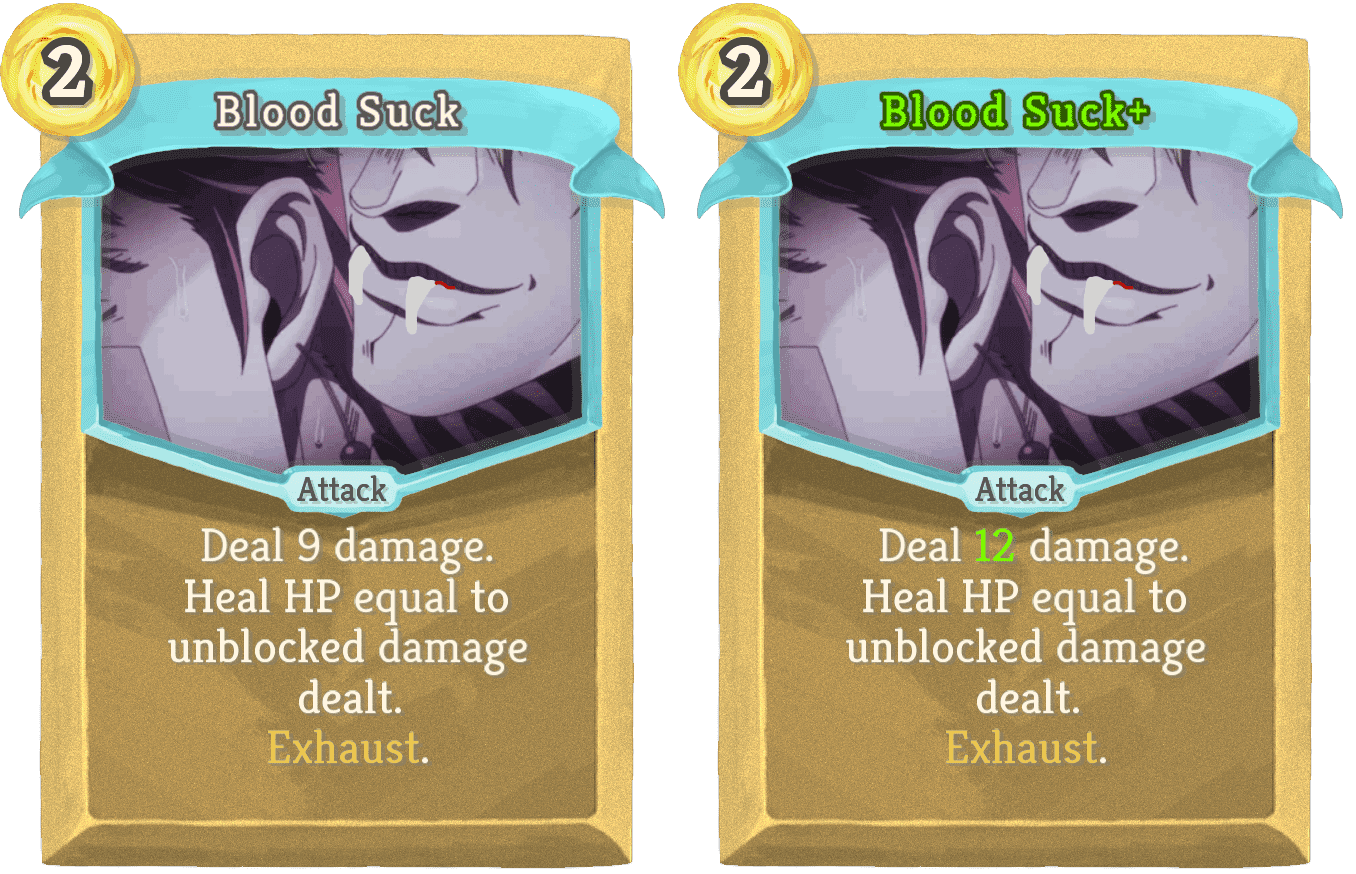 2
Blood Suck
Attack
Deal 9 damage.
Heal HP equal to
unblocked damage
dealt.
Exhaust.
2
Blood Suck+
Attack
Deal 12 damage.
Heal HP equal to
unblocked damage
dealt.
Exhaust.